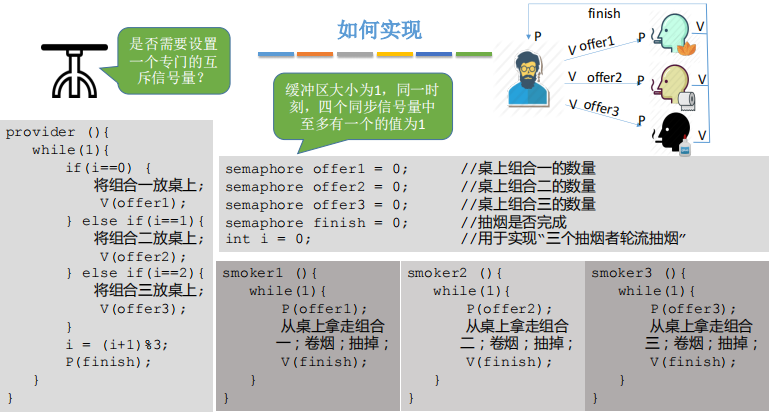 如何实现
是否需要设置
一个专门的互
斥信号量？
缓冲区大小为1，同一时
刻，四个同步信号量中
至多有一个的值为1
finish
P
V
V offer1
P
V offer2
P
V
V offer3
P
V
provider (){
while(1){
if(i==0) {
将组合一放桌上;
V(offer1);
} else if(i==1){
将组合二放桌上;
V(offer2);
} else if(i==2){
将组合三放桌上;
V(offer3);
}
i = (i+1)%3;
P(finish);
}
}
semaphore offer1 = 0; //桌上组合一的数量
semaphore offer2 = 0; //桌上组合二的数量
semaphore offer3 = 0; //桌上组合三的数量
semaphore finish = 0; //抽烟是否完成
int i = 0; //用于实现“三个抽烟者轮流抽烟”
smoker1 (){
while(1){
P(offer1);
从桌上拿走组合
一；卷烟；抽掉；
V(finish);
}
}
smoker2 (){
while(1){
P(offer2);
从桌上拿走组合
二；卷烟；抽掉；
V(finish);
}
}
smoker3 (){
while(1){
P(offer3);
从桌上拿走组合
三；卷烟；抽掉；
V(finish);
}
}